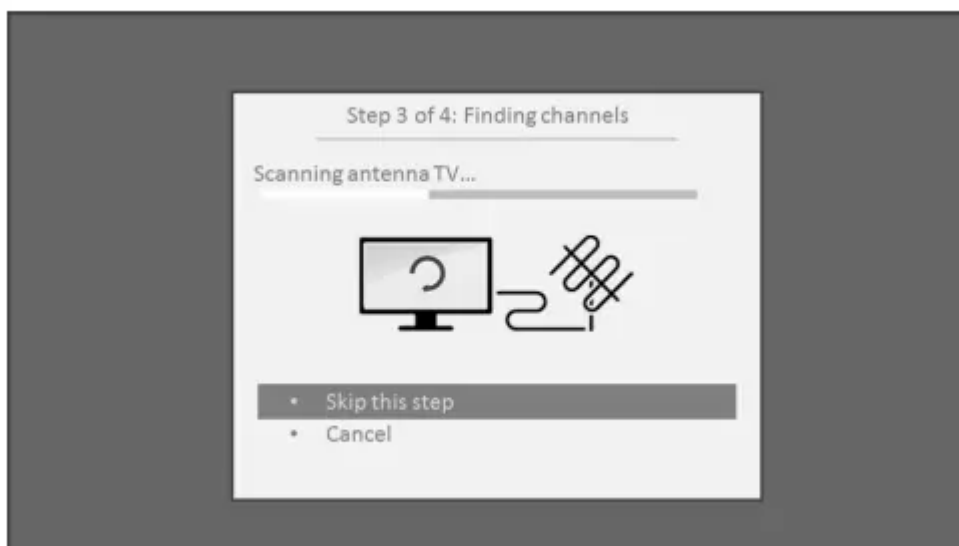 Step 3 of 4: Finding channels
Scanning antenna TV...
• Skip this step
• Cancel